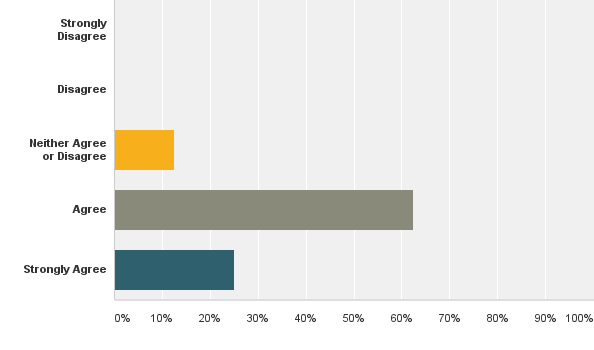 Strongly
Disagree
Disagree
Neither Agree
or Disagree
Agree
Strongly Agree
0% 10% 20% 30% 40% 50% 60% 70% 80% 90% 100%